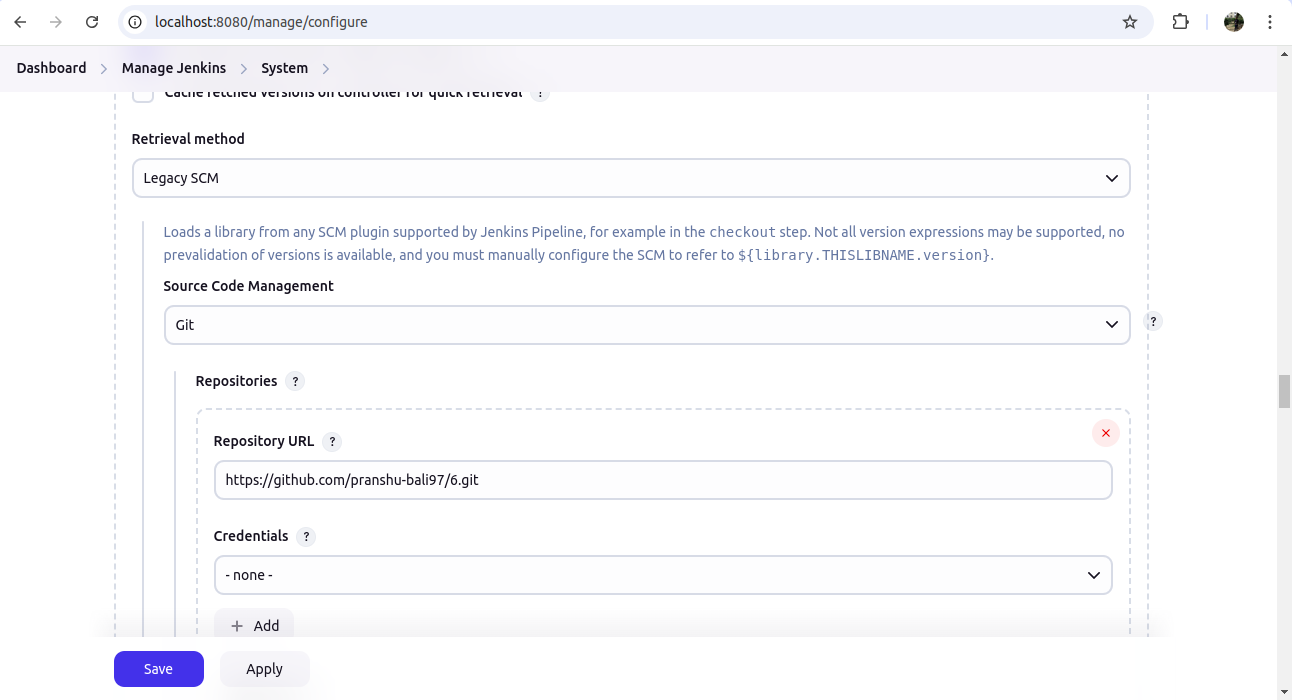 localhost:8080/manage/configure
Dashboard > Manage Jenkins > System >
Cache fetched versions on controller for quick retrieval ?
Retrieval method
Legacy SCM
Loads a library from any SCM plugin supported by Jenkins Pipeline, for example in the checkout step. Not all version expressions may be supported, no
prevalidation of versions is available, and you must manually configure the SCM to refer to ${library.THISLIBNAME.version}.
Source Code Management
Git
?
Repositories ?
Repository URL ?
https://github.com/pranshu-bali97/6.git
Credentials ?
- none -
+ Add
Save Apply